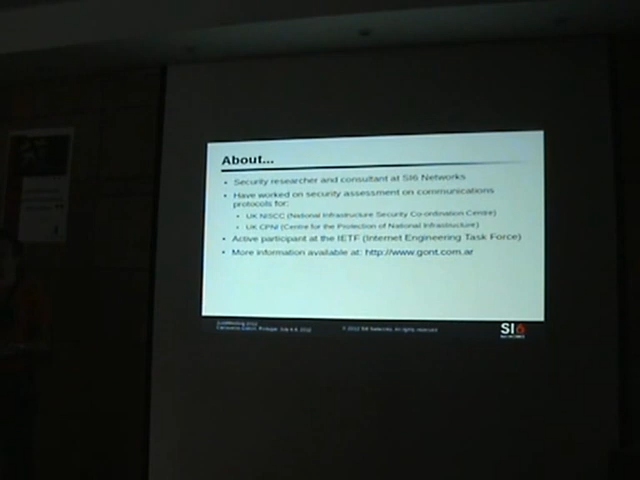 About...
Security researcher and consultant at SI6 Networks
Have worked on security assessment on communications
protocols for:
UK NISCC (National Infrastructure Security Co-ordination Centre)
UK CPNI (Centre for the Protection of National Infrastructure)
Active participant at the IETF (Internet Engineering Task Force)
More information available at: http://www.gont.com.ar
© 2012 SI6 Networks. All rights reserved
SI6
NETWORKS